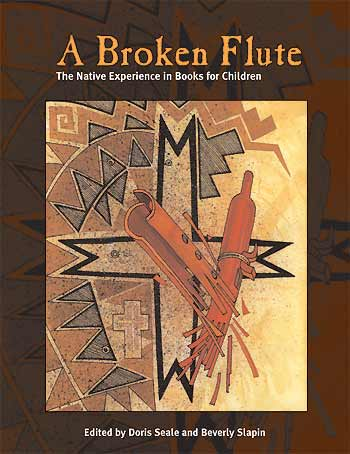 A Broken Flute
The Native Experience in Books for Children
Edited by Doris Seale and Beverly Slapin